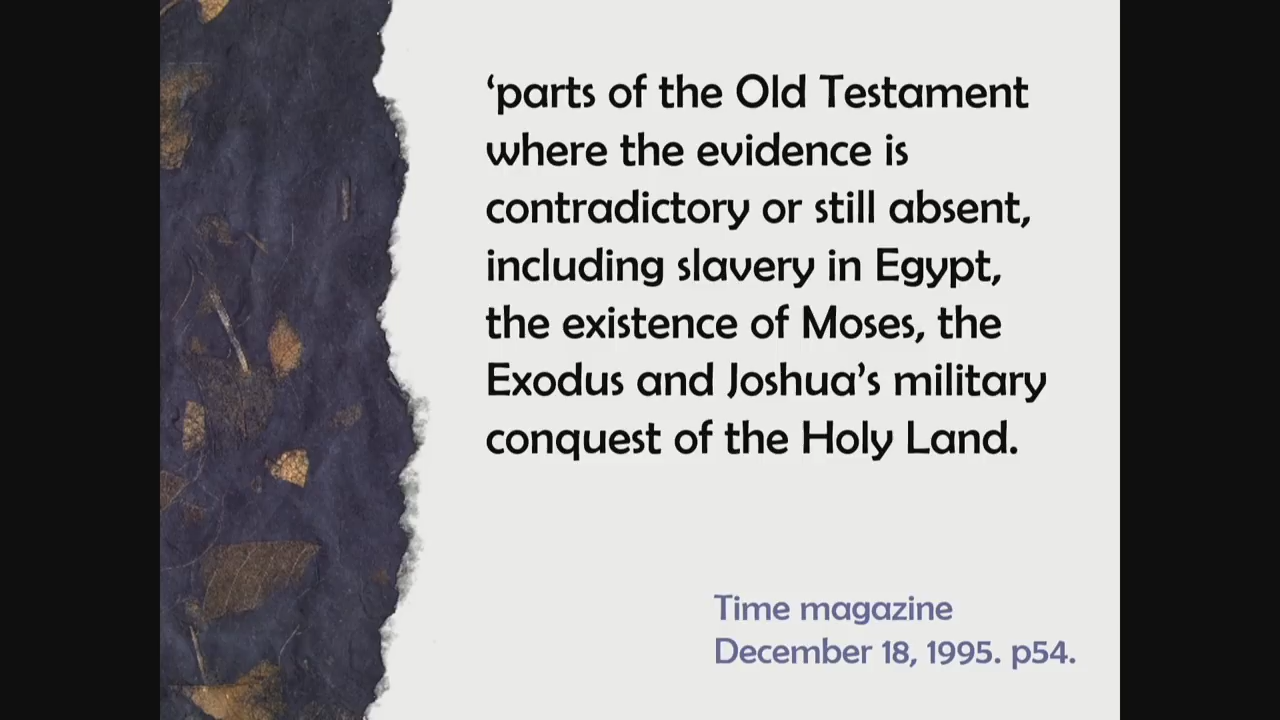 ‘parts of the Old Testament
where the evidence is
contradictory or still absent,
including slavery in Egypt,
the existence of Moses, the
Exodus and Joshua’s military
conquest of the Holy Land.
Time magazine
December 18, 1995. p54.